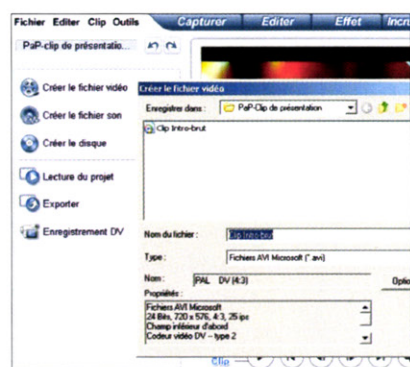 Fichier Editer Clip Outils
Capturer Editer Effet
PaP-clip de présentatio...
Créer le fichier vidéo
Créer le fichier son
Créer le disque
Lecture du projet
Exporter
Enregistrement DV
Créer le fichier vidéo
Enregistrer dans : PaP-Clip de présentation
Clip Intro-brut
Nom du fichier : Clip Intro-brut
Type : Fichiers AVI Microsoft (*.avi)
Nom : PAL DV (4:3)
Optio
Propriétés :
Fichiers AVI Microsoft
24 Bits, 720 x 576, 4:3, 25 ips
Champ inférieur d'abord
Codeur vidéo DV – type 2
Clip